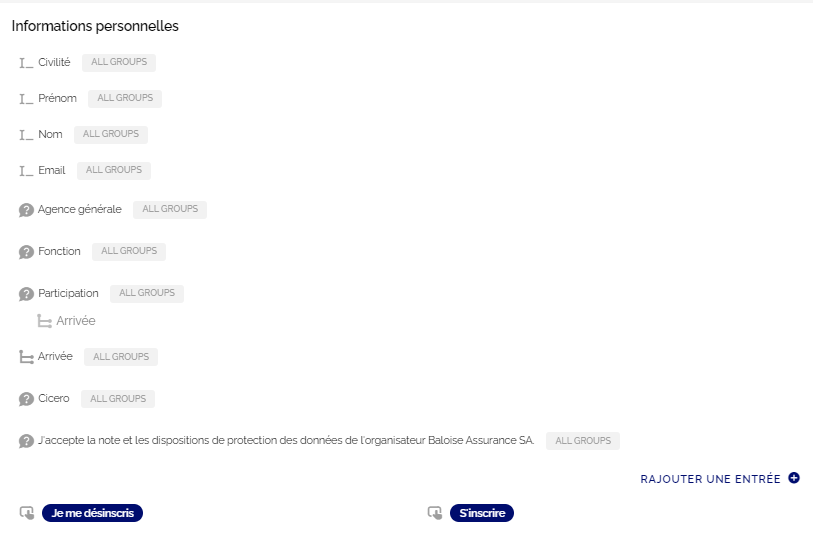 Informations personnelles
Civilité ALL GROUPS
Prénom ALL GROUPS
Nom ALL GROUPS
Email ALL GROUPS
Agence générale ALL GROUPS
Fonction ALL GROUPS
Participation ALL GROUPS
Arrivée
Arrivée ALL GROUPS
Cicero ALL GROUPS
J'accepte la note et les dispositions de protection des données de l'organisateur Baloise Assurance SA. ALL GROUPS
RAJOUTER UNE ENTRÉE
Je me désinscris S'inscrire